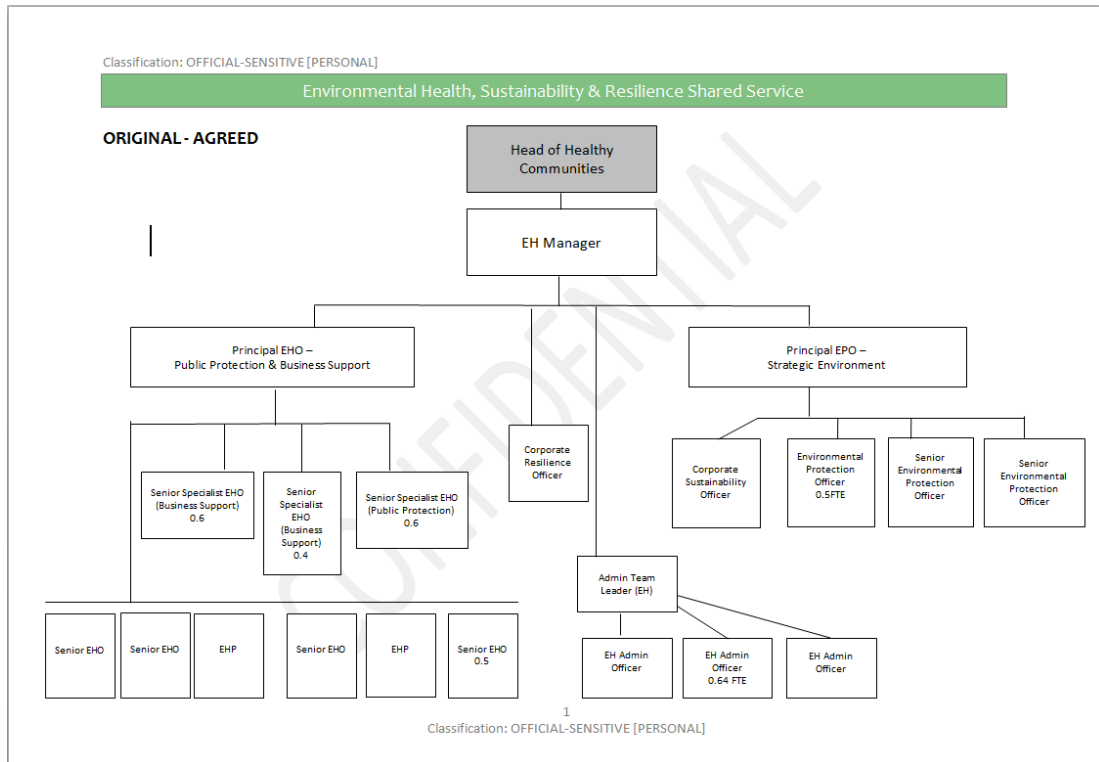 Classification: OFFICIAL-SENSITIVE [PERSONAL]
Environmental Health, Sustainability & Resilience Shared Service
ORIGINAL - AGREED
CONFIDENTIAL
Head of Healthy
Communities
EH Manager
Principal EHO –
Public Protection & Business Support
Principal EPO –
Strategic Environment
Senior Specialist EHO
(Business Support)
0.6
Senior
Specialist
EHO
(Business
Support)
0.4
Senior Specialist EHO
(Public Protection)
0.6
Corporate
Resilience
Officer
Corporate
Sustainability
Officer
Environmental
Protection
Officer
0.5FTE
Senior
Environmental
Protection
Officer
Senior
Environmental
Protection
Officer
Admin Team
Leader (EH)
Senior EHO
Senior EHO
EHP
Senior EHO
EHP
Senior EHO
0.5
EH Admin
Officer
EH Admin
Officer
0.64 FTE
EH Admin
Officer
1
Classification: OFFICIAL-SENSITIVE [PERSONAL]